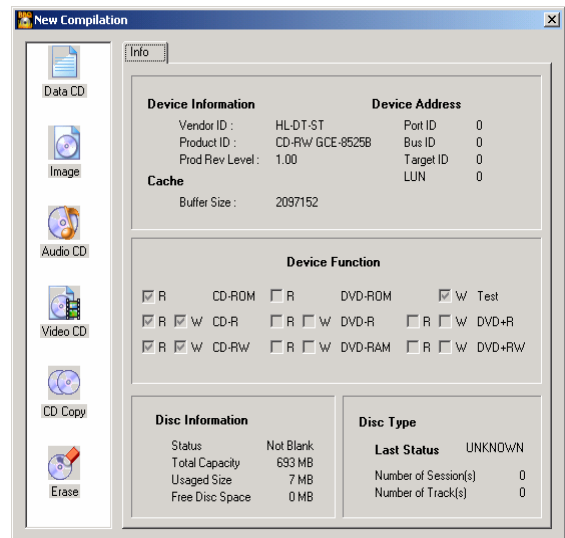 New Compilation
Info
Data CD
Image
Audio CD
Video CD
CD Copy
Erase
Device Information
Vendor ID : HL-DT-ST
Product ID : CD-RW GCE-8525B
Prod Rev Level : 1.00
Cache
Buffer Size : 2097152
Device Address
Port ID 0
Bus ID 0
Target ID 0
LUN 0
Device Function
R CD-ROM R DVD-ROM W Test
R W CD-R R W DVD-R R W DVD+R
R W CD-RW R W DVD-RAM R W DVD+RW
Disc Information
Status Not Blank
Total Capacity 693 MB
Usaged Size 7 MB
Free Disc Space 0 MB
Disc Type
Last Status UNKNOWN
Number of Session(s) 0
Number of Track(s) 0